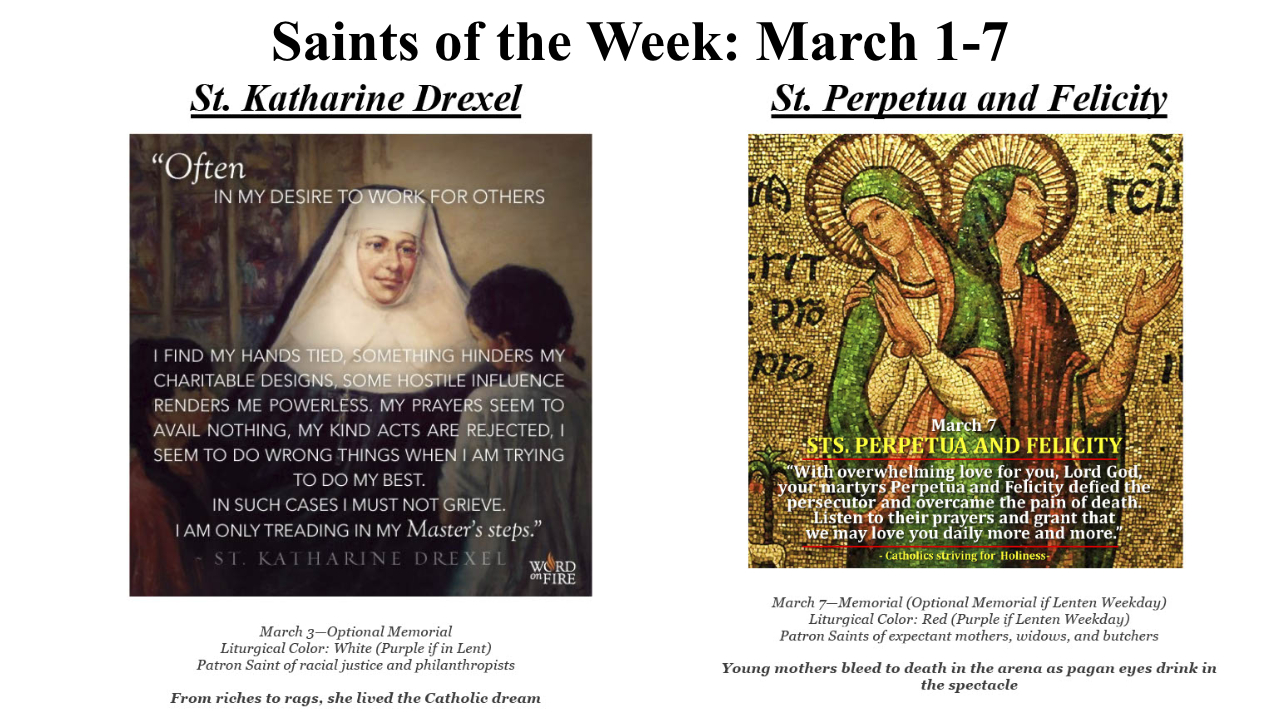 Saints of the Week: March 1-7
St. Katharine Drexel
“Often
IN MY DESIRE TO WORK FOR OTHERS
I FIND MY HANDS TIED, SOMETHING HINDERS MY
CHARITABLE DESIGNS, SOME HOSTILE INFLUENCE
RENDERS ME POWERLESS. MY PRAYERS SEEM TO
AVAIL NOTHING, MY KIND ACTS ARE REJECTED, I
SEEM TO DO WRONG THINGS WHEN I AM TRYING
TO DO MY BEST.
IN SUCH CASES I MUST NOT GRIEVE.
I AM ONLY TREADING IN MY Master’s steps.”
- ST. KATHARINE DREXEL
WORD
on FIRE
March 3—Optional Memorial
Liturgical Color: White (Purple if in Lent)
Patron Saint of racial justice and philanthropists
From riches to rags, she lived the Catholic dream
St. Perpetua and Felicity
March 7
STS. PERPETUA AND FELICITY
“With overwhelming love for you, Lord God,
your martyrs Perpetua and Felicity defied the
persecutor and overcame the pain of death.
Listen to their prayers and grant that
we may love you daily more and more.”
- Catholics striving for Holiness-
March 7—Memorial (Optional Memorial if Lenten Weekday)
Liturgical Color: Red (Purple if Lenten Weekday)
Patron Saints of expectant mothers, widows, and butchers
Young mothers bleed to death in the arena as pagan eyes drink in
the spectacle